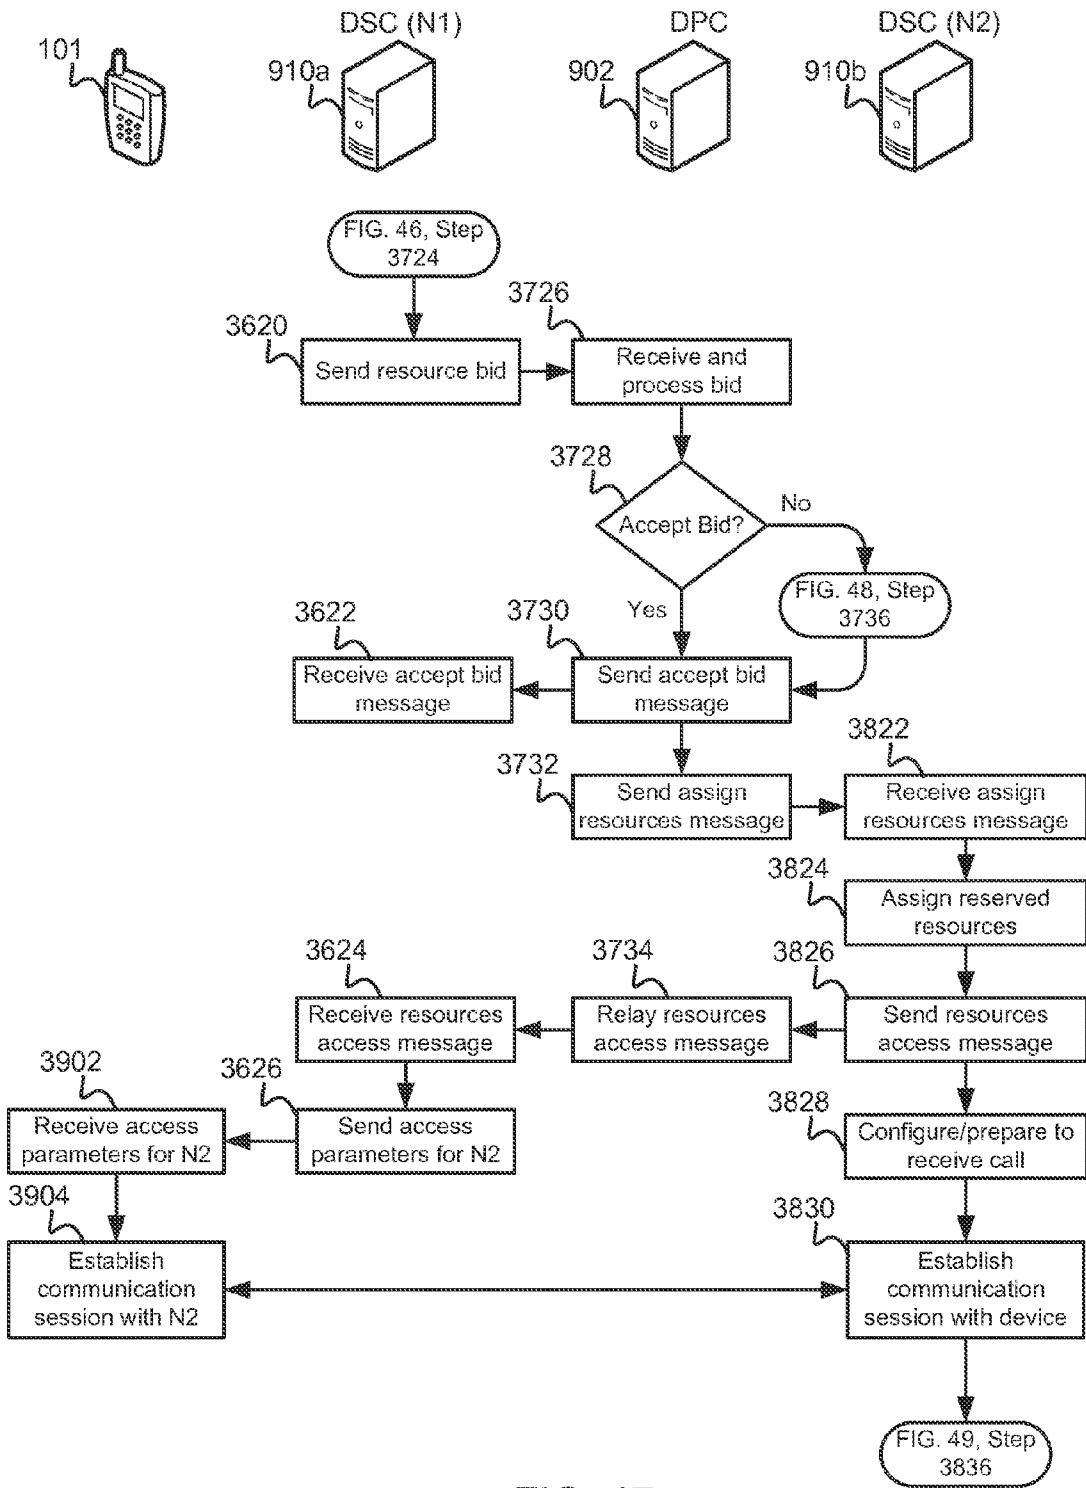 DSC (N1)
DPC
DSC (N2)
101
910a
902
910b
FIG. 46, Step
3724
3620
Send resource bid
3726
Receive and
process bid
3728
Accept Bid?
No
Yes
FIG. 48, Step
3736
3622
Receive accept bid
message
3730
Send accept bid
message
3732
Send assign
resources message
3822
Receive assign
resources message
3824
Assign reserved
resources
3624
Receive resources
access message
3734
Relay resources
access message
3826
Send resources
access message
3902
Receive access
parameters for N2
3626
Send access
parameters for N2
3828
Configure/prepare to
receive call
3904
Establish
communication
session with N2
3830
Establish
communication
session with device
FIG. 49, Step
3836